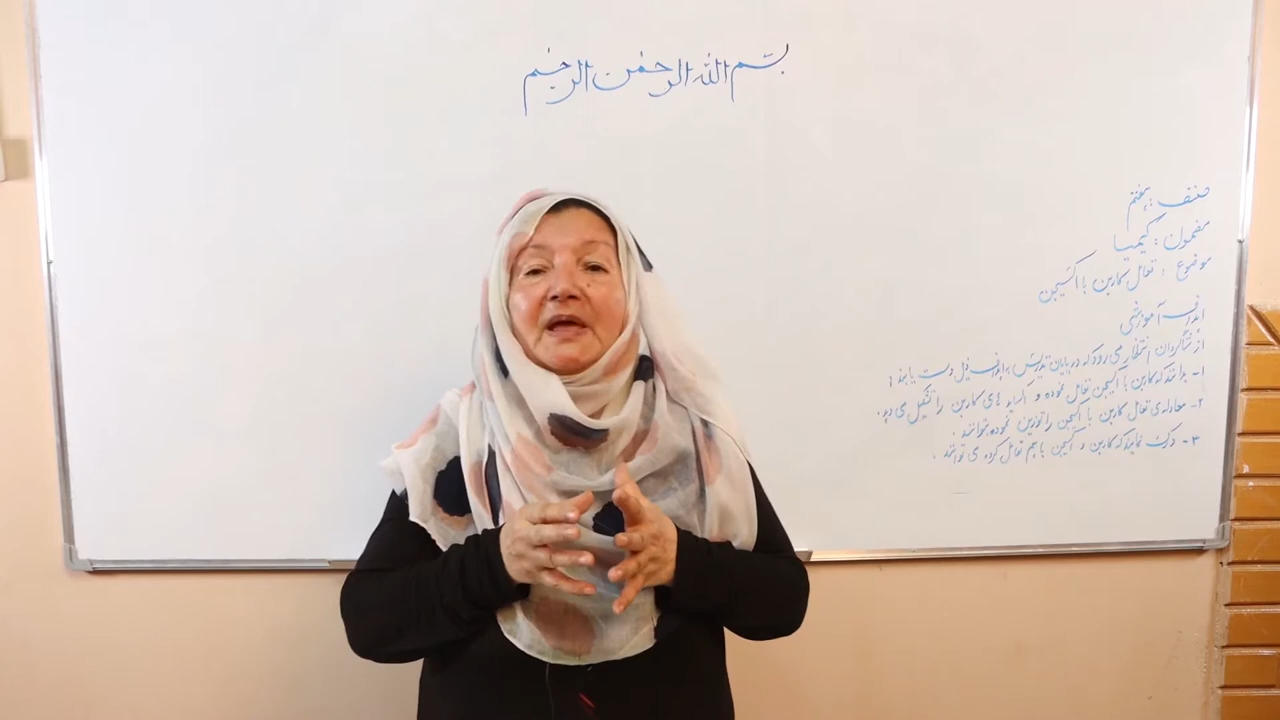 بسم الله الرحمن الرحیم
صنف: هفتم
مضمون: کیمیا
موضوع: تعامل کاربن با اکسیجن
اهداف آموزشی
از شاگردان انتظار می رود که در پایان تدریس به اهداف ذیل دست یابند:
۱- بدانند که کاربن با اکسیجن تعامل نموده و اکساید های کاربن را تشکیل می دهد.
۲- معادله ی تعامل کاربن با اکسیجن را توزین نموده بتوانند.
۳- درک نمایند که کاربن و اکسیجن باهم تعامل کرده می توانند.